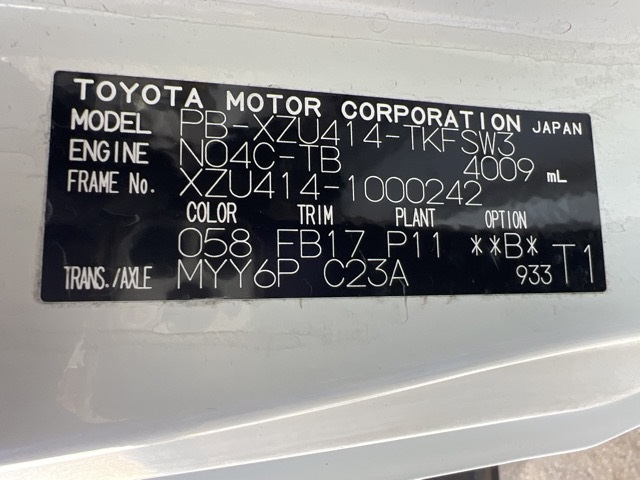 TOYOTA MOTOR CORPORATION JAPAN
MODEL PB-XZU414-TKFSW3
ENGINE N04C-TB 4009 mL
FRAME No. XZU414-1000242
COLOR TRIM PLANT OPTION
058 FB17 P11 **B*
TRANS./AXLE MYY6P C23A 933 T1